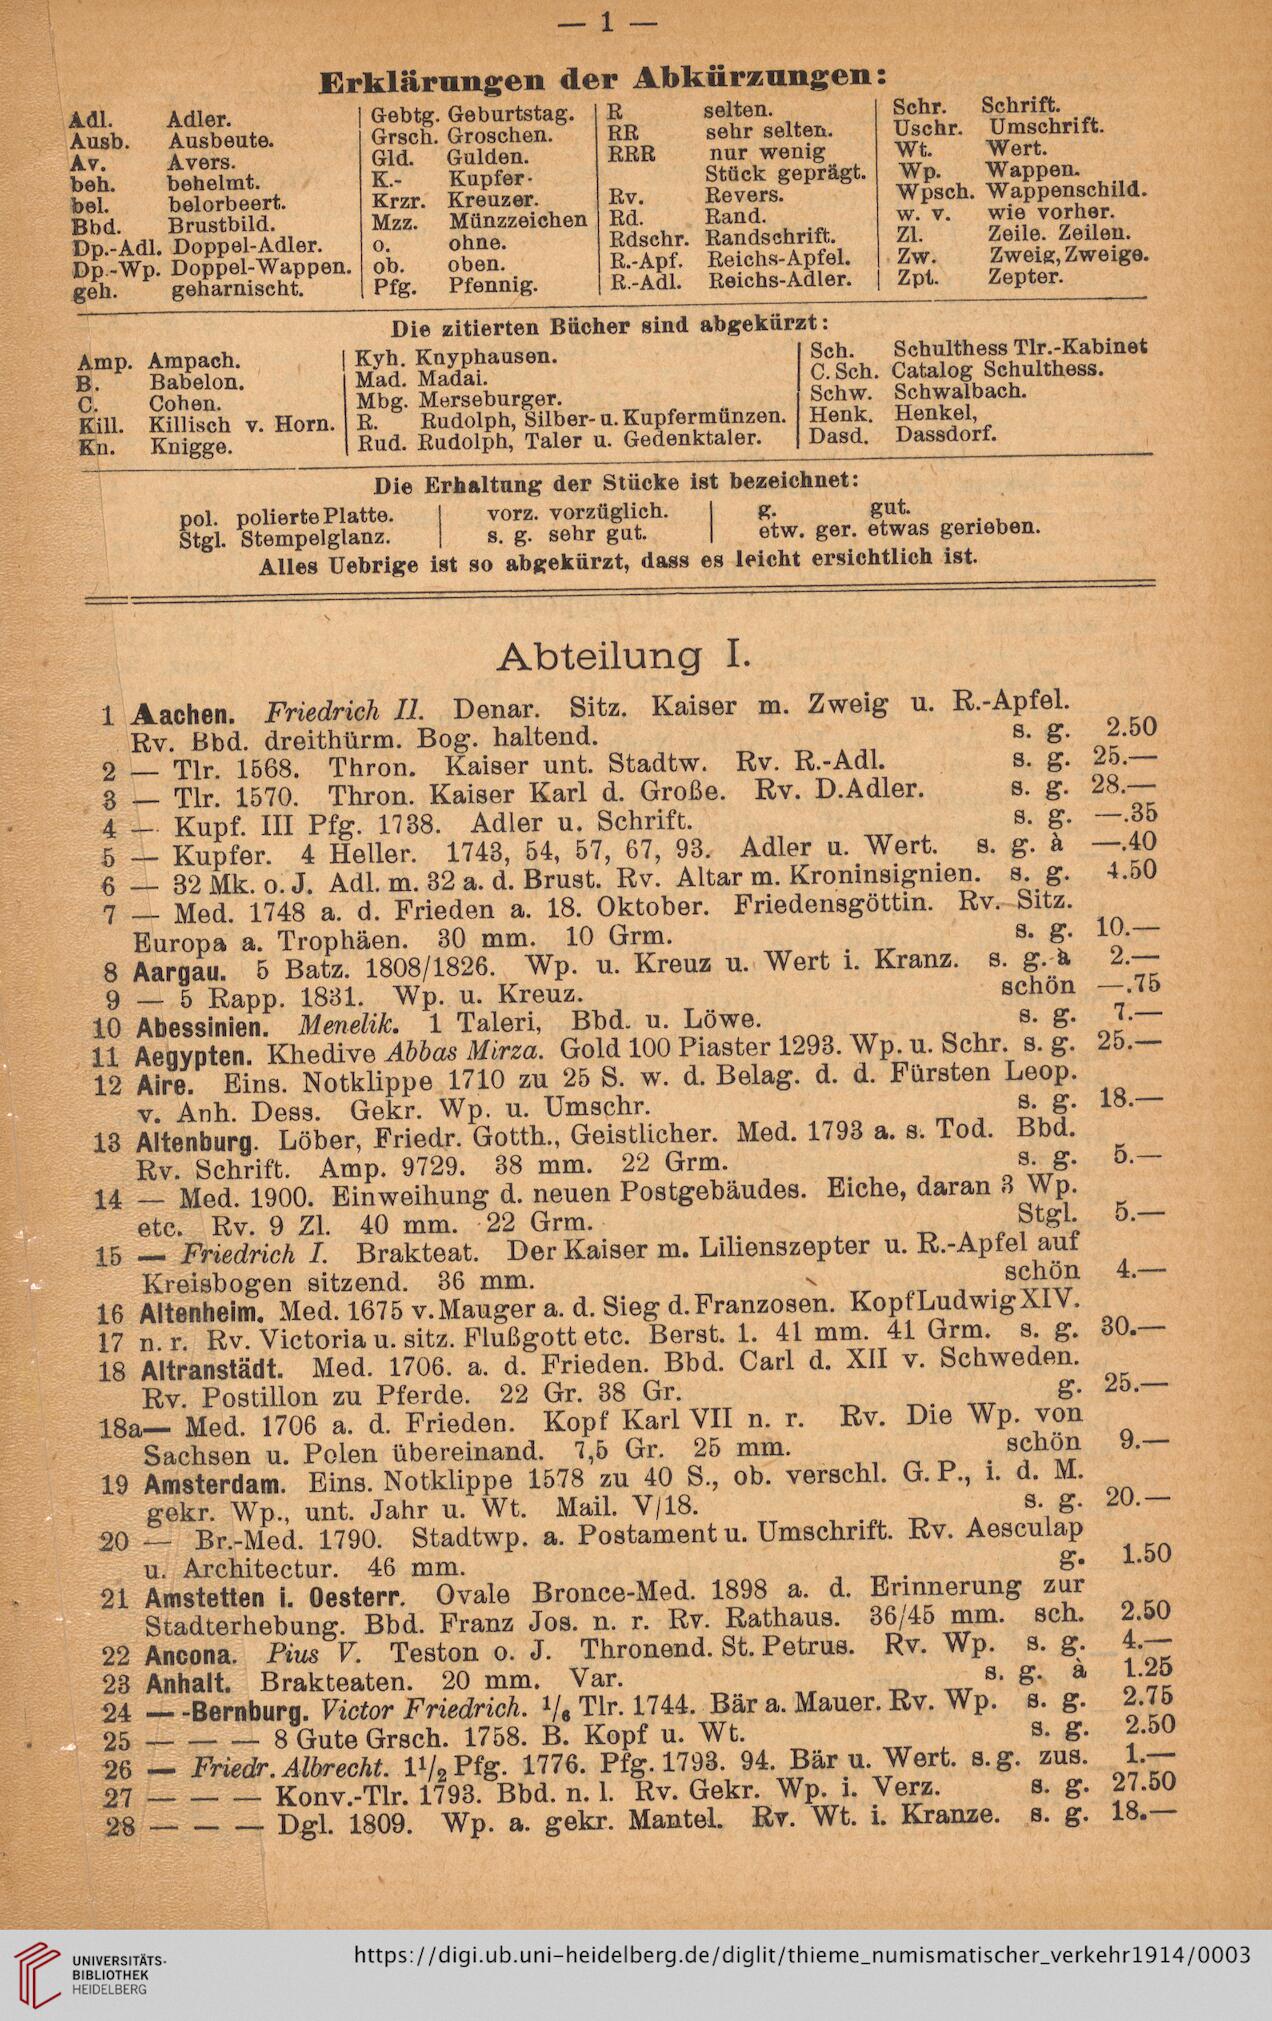 — 1 —
Erklärungen der Abkürzungen:
Adl. Adler.
Ausb. Ausbeute.
Av. Avers.
beh. behelmt.
bel. belorbeert.
Bbd. Brustbild.
Dp.-Adl. Doppel-Adler.
Dp.-Wp. Doppel-Wappen.
geh. geharnischt.
Gebtg. Geburtstag.
Grsch. Groschen.
Gld. Gulden.
K.- Kupfer-
Krzr. Kreuzer.
Mzz. Münzzeichen
o. ohne.
ob. oben.
Pfg. Pfennig.
R selten.
RR sehr selten.
RRR nur wenig
Stück geprägt.
Rv. Revers.
Rd. Rand.
Rdschr. Randschrift.
R.-Apf. Reichs-Apfel.
R.-Adl. Reichs-Adler.
Schr. Schrift.
Uschr. Umschrift.
Wt. Wert.
Wp. Wappen.
Wpsch. Wappenschild.
w. v. wie vorher.
Zl. Zeile. Zeilen.
Zw. Zweig, Zweige.
Zpt. Zepter.
Die zitierten Bücher sind abgekürzt:
Amp. Ampach.
B. Babelon.
C. Cohen.
Kill. Killisch v. Horn.
Kn. Knigge.
Kyh. Knyphausen.
Mad. Madai.
Mbg. Merseburger.
R. Rudolph, Silber- u. Kupfermünzen.
Rud. Rudolph, Taler u. Gedenktaler.
Sch. Schulthess Tlr.-Kabinet
C. Sch. Catalog Schulthess.
Schw. Schwalbach.
Henk. Henkel,
Dasd. Dassdorf.
Die Erhaltung der Stücke ist bezeichnet:
pol. polierte Platte.
Stgl. Stempelglanz.
vorz. vorzüglich.
s. g. sehr gut.
g. gut.
etw. ger. etwas gerieben.
Alles Uebrige ist so abgekürzt, dass es leicht ersichtlich ist.
Abteilung I.
1 Aachen. Friedrich II. Denar. Sitz. Kaiser m. Zweig u. R.-Apfel.
Rv. Bbd. dreithürm. Bog. haltend. s. g. 2.50
2 — Tlr. 1568. Thron. Kaiser unt. Stadtw. Rv. R.-Adl. s. g. 25.—
3 — Tlr. 1570. Thron. Kaiser Karl d. Große. Rv. D.Adler. s. g. 28.—
4 — Kupf. III Pfg. 1738. Adler u. Schrift. s. g. —.35
5 — Kupfer. 4 Heller. 1743, 54, 57, 67, 93. Adler u. Wert. s. g. à —.40
6 — 32 Mk. o. J. Adl. m. 32 a. d. Brust. Rv. Altar m. Kroninsignien. s. g. 4.50
7 — Med. 1748 a. d. Frieden a. 18. Oktober. Friedensgöttin. Rv. Sitz.
Europa a. Trophäen. 30 mm. 10 Grm. s. g. 10.—
8 Aargau. 5 Batz. 1808/1826. Wp. u. Kreuz u. Wert i. Kranz. s. g. à 2.—
9 — 5 Rapp. 1831. Wp. u. Kreuz. schön —.75
10 Abessinien. Menelik. 1 Taleri, Bbd. u. Löwe. s. g. 7.—
11 Aegypten. Khedive Abbas Mirza. Gold 100 Piaster 1293. Wp. u. Schr. s. g. 25.—
12 Aire. Eins. Notklippe 1710 zu 25 S. w. d. Belag. d. d. Fürsten Leop.
v. Anh. Dess. Gekr. Wp. u. Umschr. s. g. 18.—
13 Altenburg. Löber, Friedr. Gotth., Geistlicher. Med. 1793 a. s. Tod. Bbd.
Rv. Schrift. Amp. 9729. 38 mm. 22 Grm. s. g. 5.—
14 — Med. 1900. Einweihung d. neuen Postgebäudes. Eiche, daran 3 Wp.
etc. Rv. 9 Zl. 40 mm. 22 Grm. Stgl. 5.—
15 — Friedrich I. Brakteat. Der Kaiser m. Lilienszepter u. R.-Apfel auf
Kreisbogen sitzend. 36 mm. schön 4.—
16 Altenheim. Med. 1675 v. Mauger a. d. Sieg d. Franzosen. Kopf Ludwig XIV.
17 n. r. Rv. Victoria u. sitz. Flußgott etc. Berst. 1. 41 mm. 41 Grm. s. g. 30.—
18 Altranstädt. Med. 1706. a. d. Frieden. Bbd. Carl d. XII v. Schweden.
Rv. Postillon zu Pferde. 22 Gr. 38 Gr. g. 25.—
18a— Med. 1706 a. d. Frieden. Kopf Karl VII n. r. Rv. Die Wp. von
Sachsen u. Polen übereinand. 7,5 Gr. 25 mm. schön 9.—
19 Amsterdam. Eins. Notklippe 1578 zu 40 S., ob. verschl. G. P., i. d. M.
gekr. Wp., unt. Jahr u. Wt. Mail. V/18. s. g. 20.—
20 — Br.-Med. 1790. Stadtwp. a. Postament u. Umschrift. Rv. Aesculap
u. Architectur. 46 mm. g. 1.50
21 Amstetten i. Oesterr. Ovale Bronce-Med. 1898 a. d. Erinnerung zur
Stadterhebung. Bbd. Franz Jos. n. r. Rv. Rathaus. 36/45 mm. sch. 2.50
22 Ancona. Pius V. Teston o. J. Thronend. St. Petrus. Rv. Wp. s. g. 4.—
23 Anhalt. Brakteaten. 20 mm. Var. s. g. à 1.25
24 — -Bernburg. Victor Friedrich. 1/6 Tlr. 1744. Bär a. Mauer. Rv. Wp. s. g. 2.75
25 — — — 8 Gute Grsch. 1758. B. Kopf u. Wt. s. g. 2.50
26 — Friedr. Albrecht. 1 1/2 Pfg. 1776. Pfg. 1793. 94. Bär u. Wert. s. g. zus. 1.—
27 — — — Konv.-Tlr. 1793. Bbd. n. l. Rv. Gekr. Wp. i. Verz. s. g. 27.50
28 — — — Dgl. 1809. Wp. a. gekr. Mantel. Rv. Wt. i. Kranze. s. g. 18.—
UNIVERSITÄTS-
BIBLIOTHEK
HEIDELBERG
https://digi.ub.uni-heidelberg.de/diglit/thieme_numismatischer_verkehr1914/0003